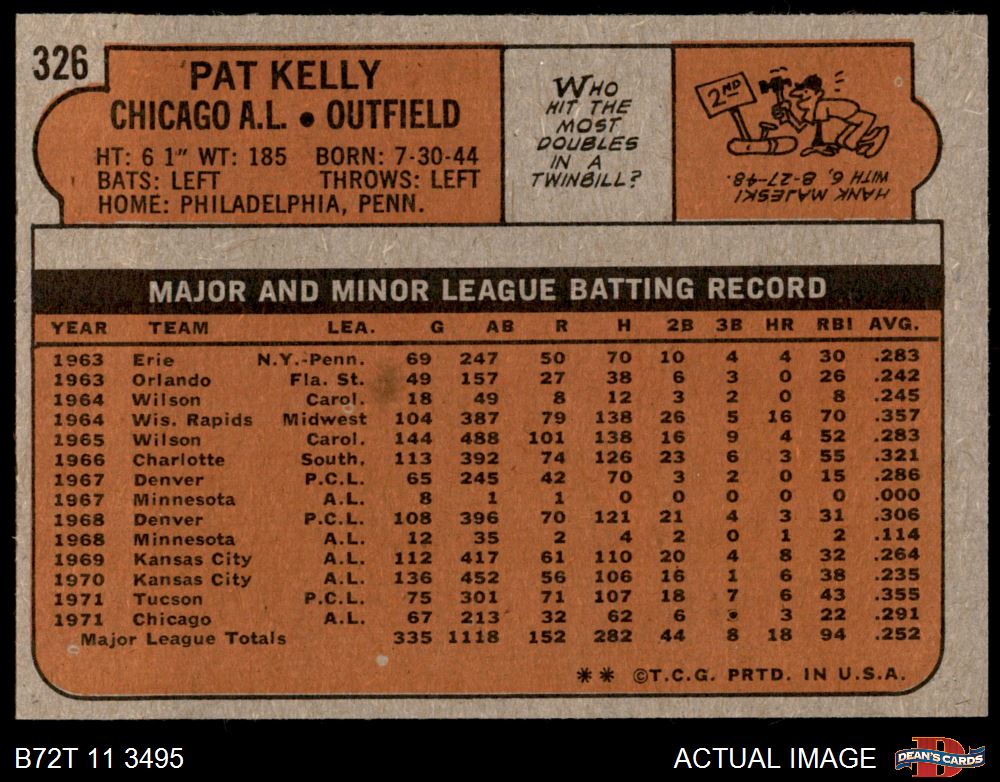 326
PAT KELLY
CHICAGO A.L. • OUTFIELD
HT: 6 1" WT: 185 BORN: 7-30-44
BATS: LEFT THROWS: LEFT
HOME: PHILADELPHIA, PENN.
WHO
HIT THE
MOST
DOUBLES
IN A
TWINBILL?
2ND
HANK MAJESKI
WITH 6, 8-27-48.
MAJOR AND MINOR LEAGUE BATTING RECORD
YEAR TEAM LEA. G AB R H 2B 3B HR RBI AVG.
1963 Erie N.Y.-Penn. 69 247 50 70 10 4 4 30 .283
1963 Orlando Fla. St. 49 157 27 38 6 3 0 26 .242
1964 Wilson Carol. 18 49 8 12 3 2 0 8 .245
1964 Wis. Rapids Midwest 104 387 79 138 26 5 16 70 .357
1965 Wilson Carol. 144 488 101 138 16 9 4 52 .283
1966 Charlotte South. 113 392 74 126 23 6 3 55 .321
1967 Denver P.C.L. 65 245 42 70 3 2 0 15 .286
1967 Minnesota A.L. 8 1 1 0 0 0 0 0 .000
1968 Denver P.C.L. 108 396 70 121 21 4 3 31 .306
1968 Minnesota A.L. 12 35 2 4 2 0 1 2 .114
1969 Kansas City A.L. 112 417 61 110 20 4 8 32 .264
1970 Kansas City A.L. 136 452 56 106 16 1 6 38 .235
1971 Tucson P.C.L. 75 301 71 107 18 7 6 43 .355
1971 Chicago A.L. 67 213 32 62 6 3 22 .291
Major League Totals 335 1118 152 282 44 8 18 94 .252
** ©T.C.G. PRTD. IN U.S.A.
B72T 11 3495
ACTUAL IMAGE
D
DEAN'S CARDS